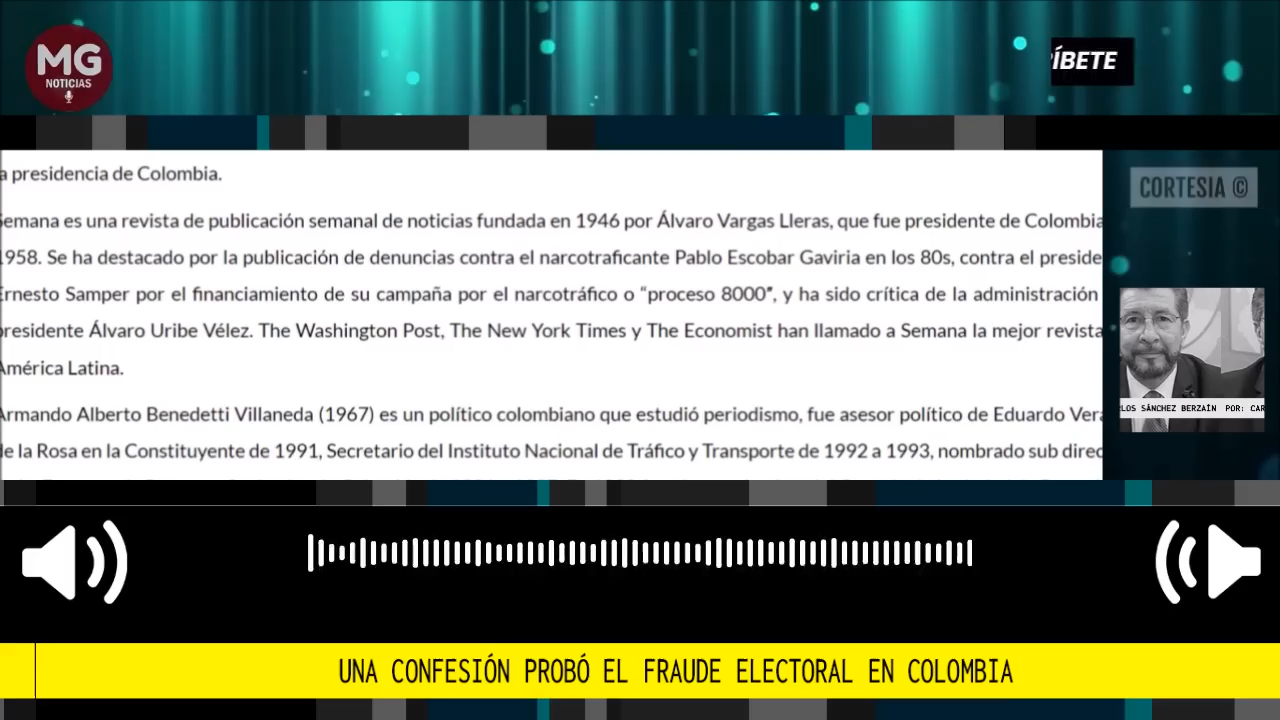 MG
NOTICIAS
ÍBETE
CORTESIA ©
a presidencia de Colombia.
Semana es una revista de publicación semanal de noticias fundada en 1946 por Álvaro Vargas Lleras, que fue presidente de Colombia
1958. Se ha destacado por la publicación de denuncias contra el narcotraficante Pablo Escobar Gaviria en los 80s, contra el preside
Ernesto Samper por el financiamiento de su campaña por el narcotráfico o “proceso 8000”, y ha sido crítica de la administración
presidente Álvaro Uribe Vélez. The Washington Post, The New York Times y The Economist han llamado a Semana la mejor revista
América Latina.
Armando Alberto Benedetti Villaneda (1967) es un político colombiano que estudió periodismo, fue asesor político de Eduardo Vera
de la Rosa en la Constituyente de 1991, Secretario del Instituto Nacional de Tráfico y Transporte de 1992 a 1993, nombrado sub direc
LOS SÁNCHEZ BERZAÍN POR: CAR
UNA CONFESIÓN PROBÓ EL FRAUDE ELECTORAL EN COLOMBIA